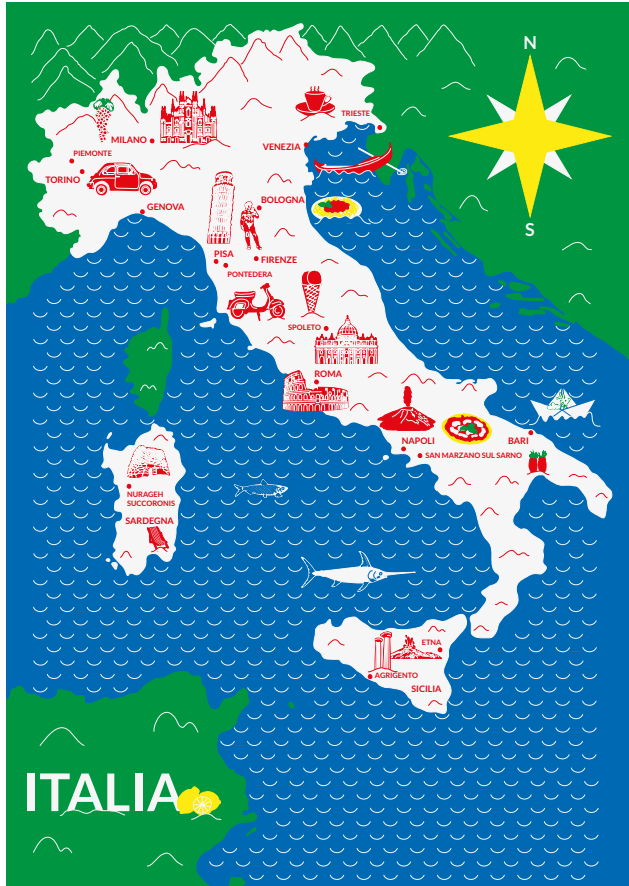 N
TRIESTE
MILANO
VENEZIA
PIEMONTE
TORINO
BOLOGNA
GENOVA
S
PISA
FIRENZE
PONTEDERA
SPOLETO
ROMA
NAPOLI
BARI
SAN MARZANO SUL SARNO
NURAGEH
SUCCORONIS
SARDEGNA
ETNA
AGRIGENTO
SICILIA
ITALIA